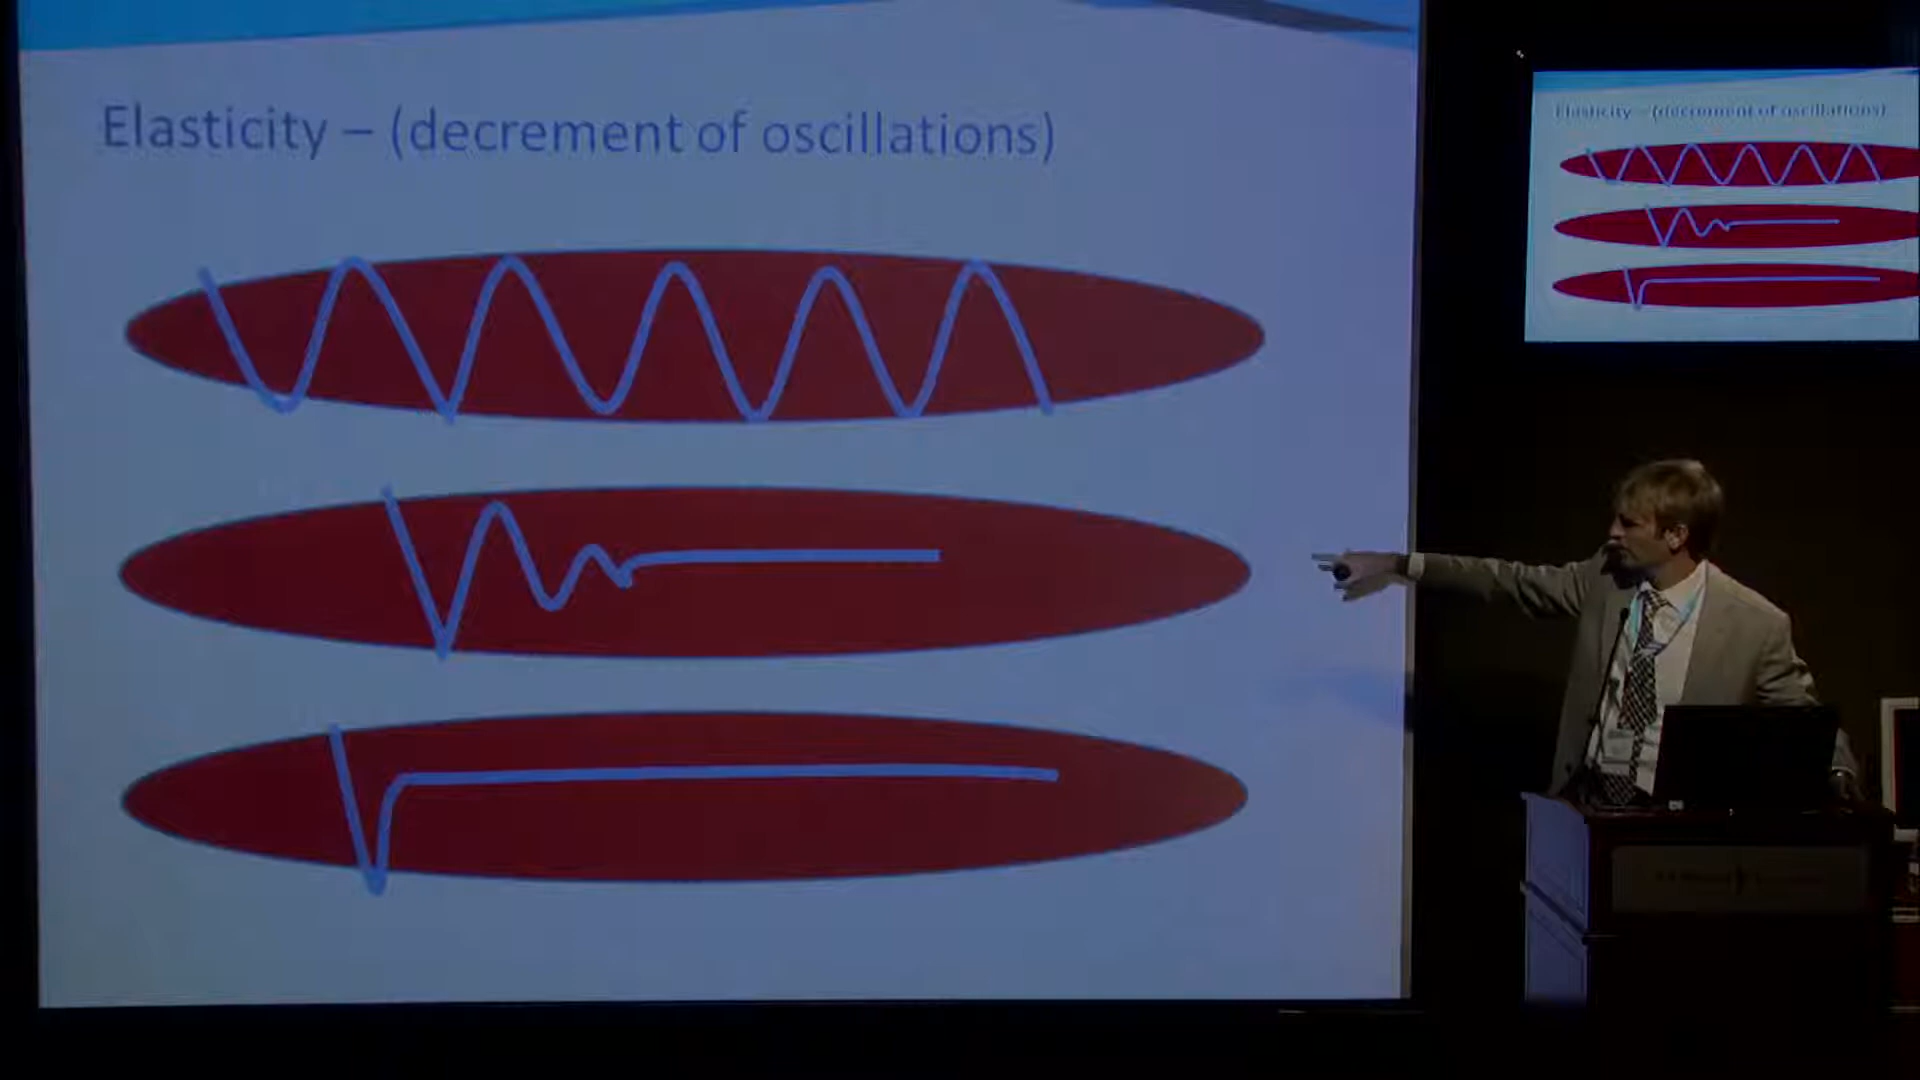 Elasticity – (decrement of oscillations)
Elasticity – (decrement of oscillations)